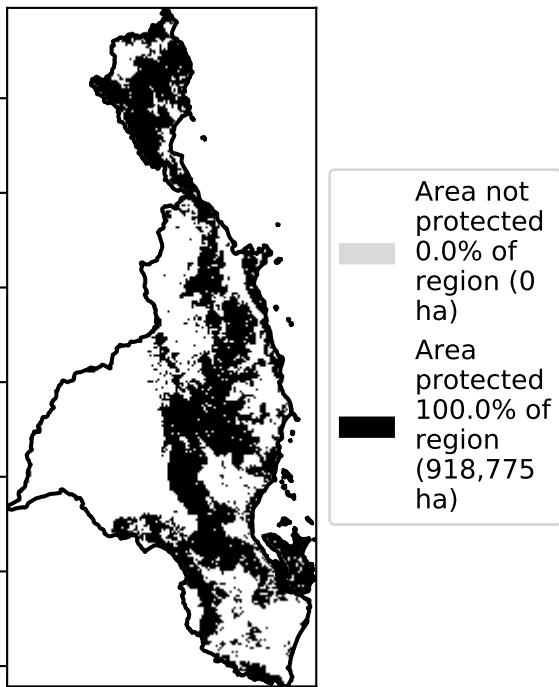 Area not
protected
0.0% of
region (0
ha)
Area
protected
100.0% of
region
(918,775
ha)